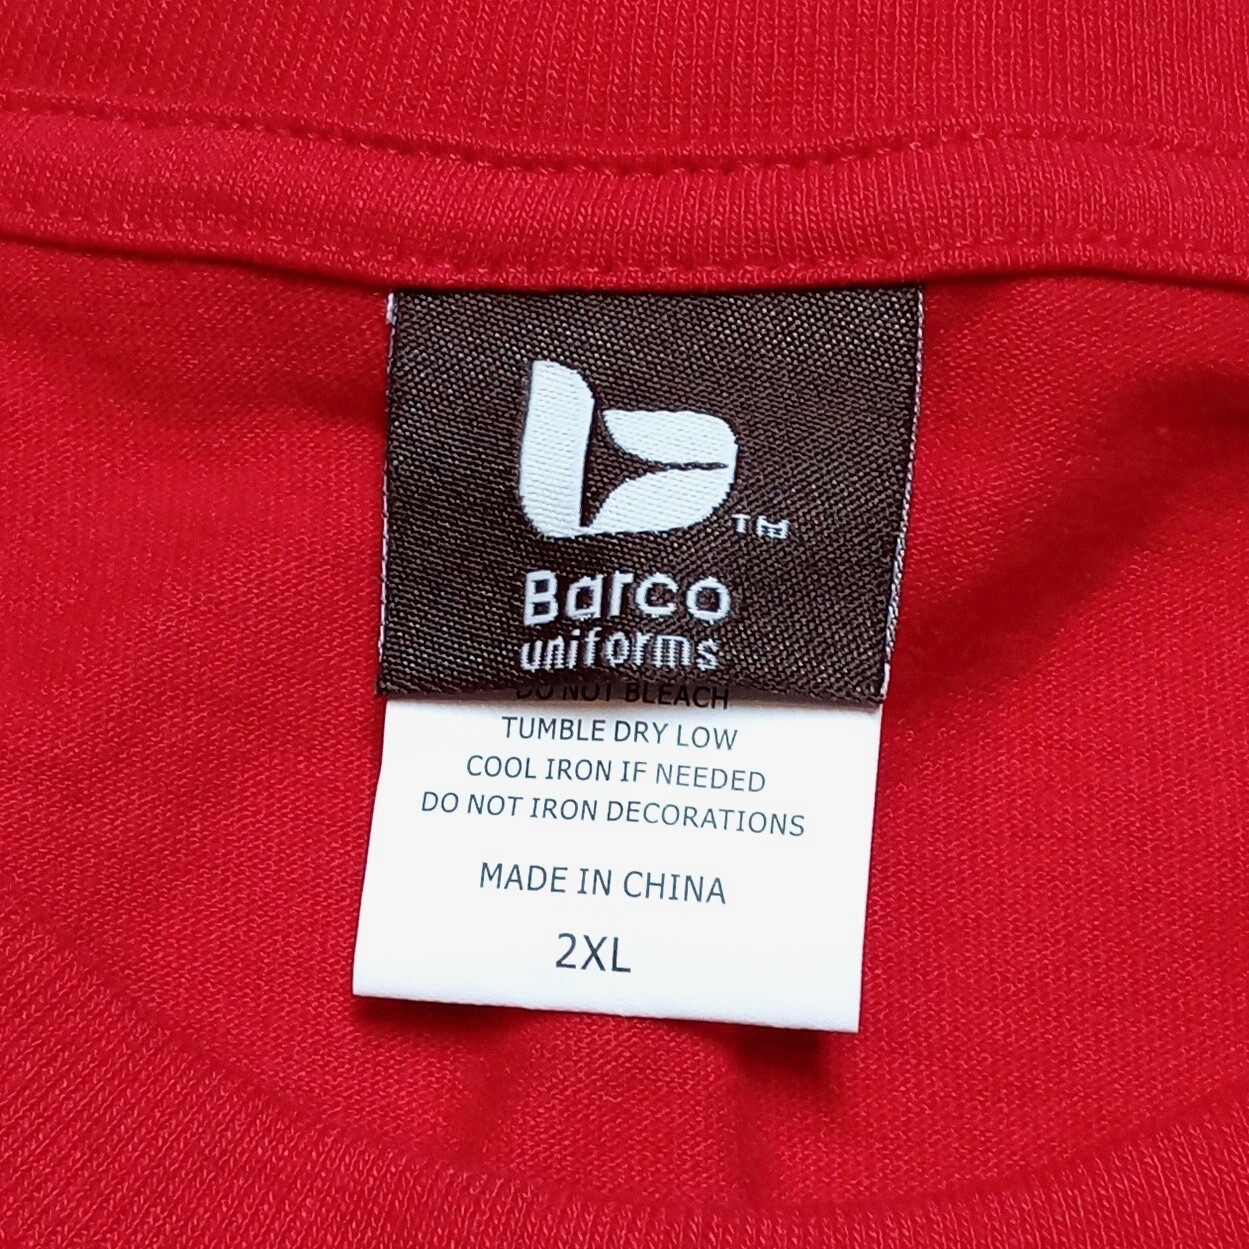 TM
Barco
uniforms
DO NOT BLEACH
TUMBLE DRY LOW
COOL IRON IF NEEDED
DO NOT IRON DECORATIONS
MADE IN CHINA
2XL